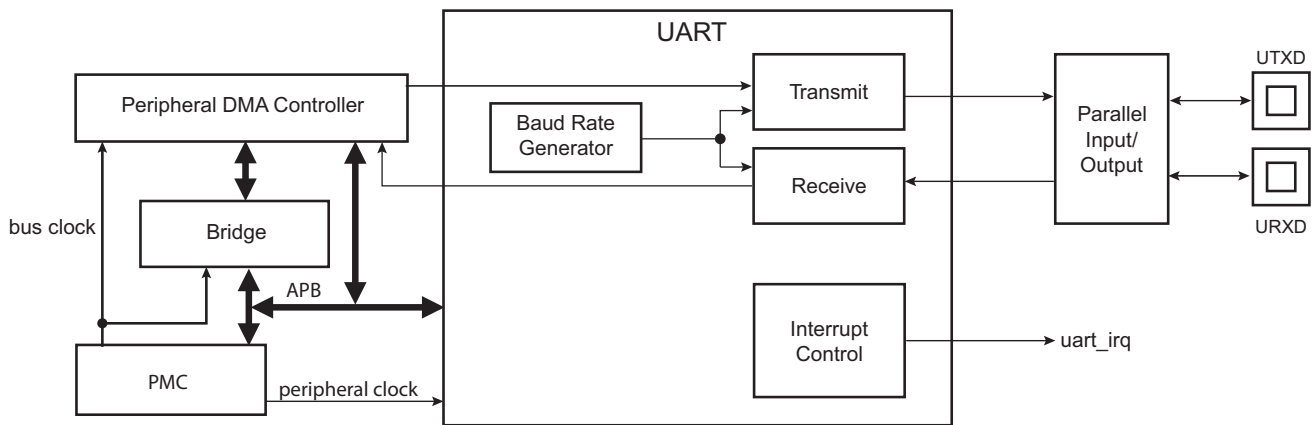 UART
Peripheral DMA Controller
Transmit
Baud Rate
Generator
Receive
Parallel
Input/
Output
UTXD
URXD
bus clock
Bridge
APB
Interrupt
Control
uart_irq
PMC
peripheral clock